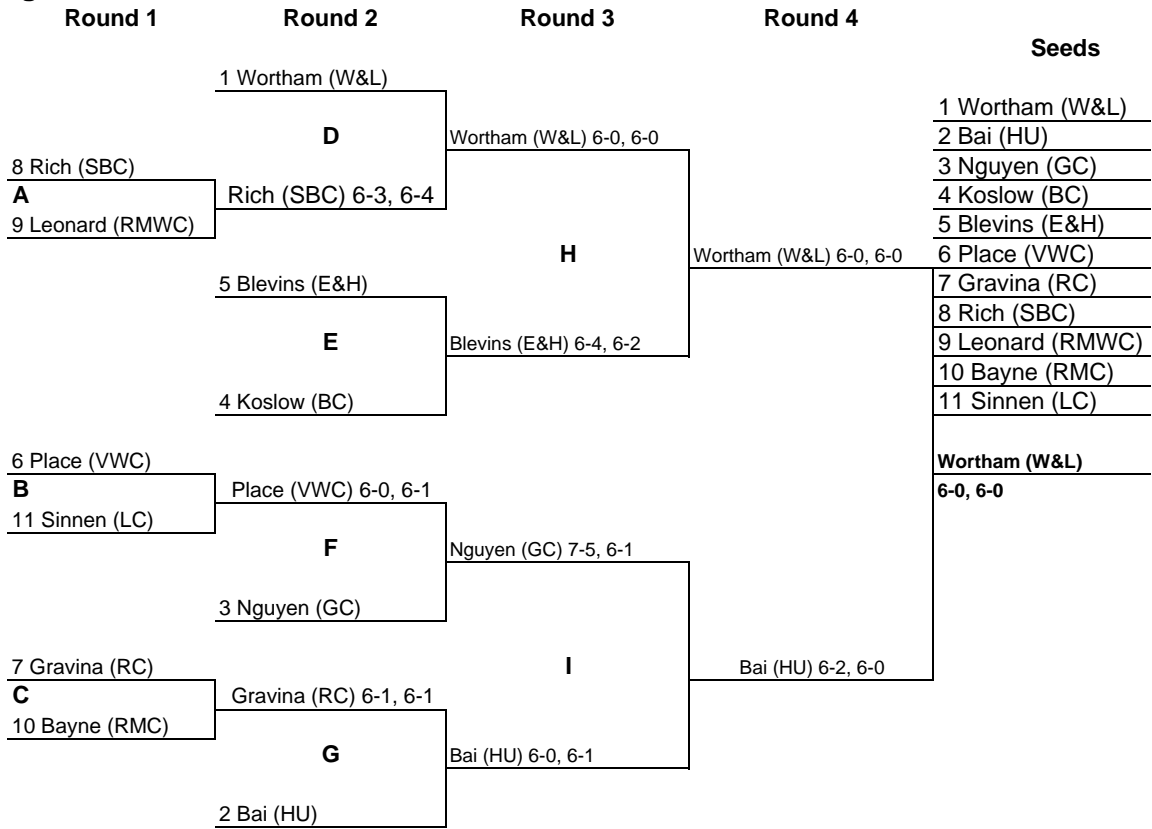 Round 1 Round 2 Round 3 Round 4
Seeds
1 Wortham (W&L)
1 Wortham (W&L)
D
Wortham (W&L) 6-0, 6-0
2 Bai (HU)
8 Rich (SBC)
3 Nguyen (GC)
A
Rich (SBC) 6-3, 6-4
4 Koslow (BC)
9 Leonard (RMWC)
5 Blevins (E&H)
H
Wortham (W&L) 6-0, 6-0
6 Place (VWC)
5 Blevins (E&H)
7 Gravina (RC)
8 Rich (SBC)
E
Blevins (E&H) 6-4, 6-2
9 Leonard (RMWC)
10 Bayne (RMC)
4 Koslow (BC)
11 Sinnen (LC)
6 Place (VWC)
Wortham (W&L)
B
Place (VWC) 6-0, 6-1
6-0, 6-0
11 Sinnen (LC)
F
Nguyen (GC) 7-5, 6-1
3 Nguyen (GC)
7 Gravina (RC)
I
Bai (HU) 6-2, 6-0
C
Gravina (RC) 6-1, 6-1
10 Bayne (RMC)
G
Bai (HU) 6-0, 6-1
2 Bai (HU)